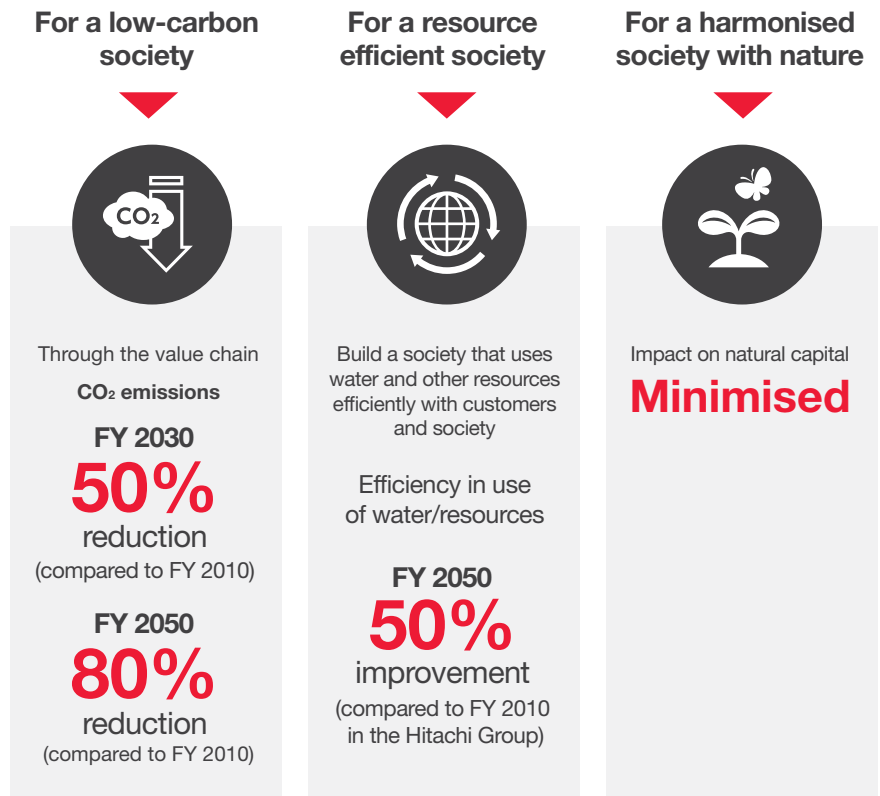 For a low-carbon
society
CO₂
Through the value chain
CO₂ emissions
FY 2030
50%
reduction
(compared to FY 2010)
FY 2050
80%
reduction
(compared to FY 2010)
For a resource
efficient society
Build a society that uses
water and other resources
efficiently with customers
and society
Efficiency in use
of water/resources
FY 2050
50%
improvement
(compared to FY 2010
in the Hitachi Group)
For a harmonised
society with nature
Impact on natural capital
Minimised